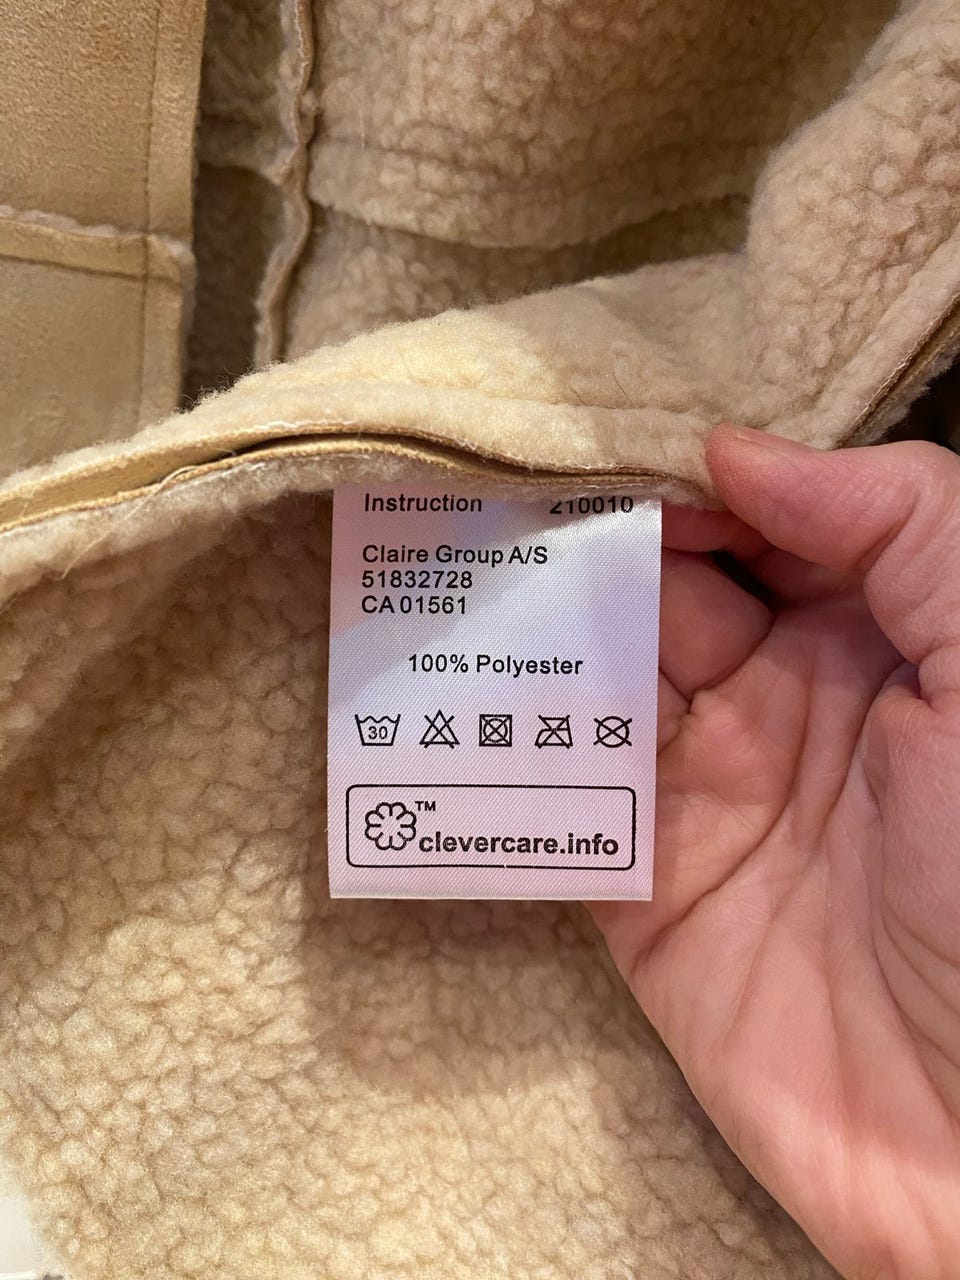 Instruction 210010
Claire Group A/S
51832728
CA 01561
100% Polyester
30
™
clevercare.info